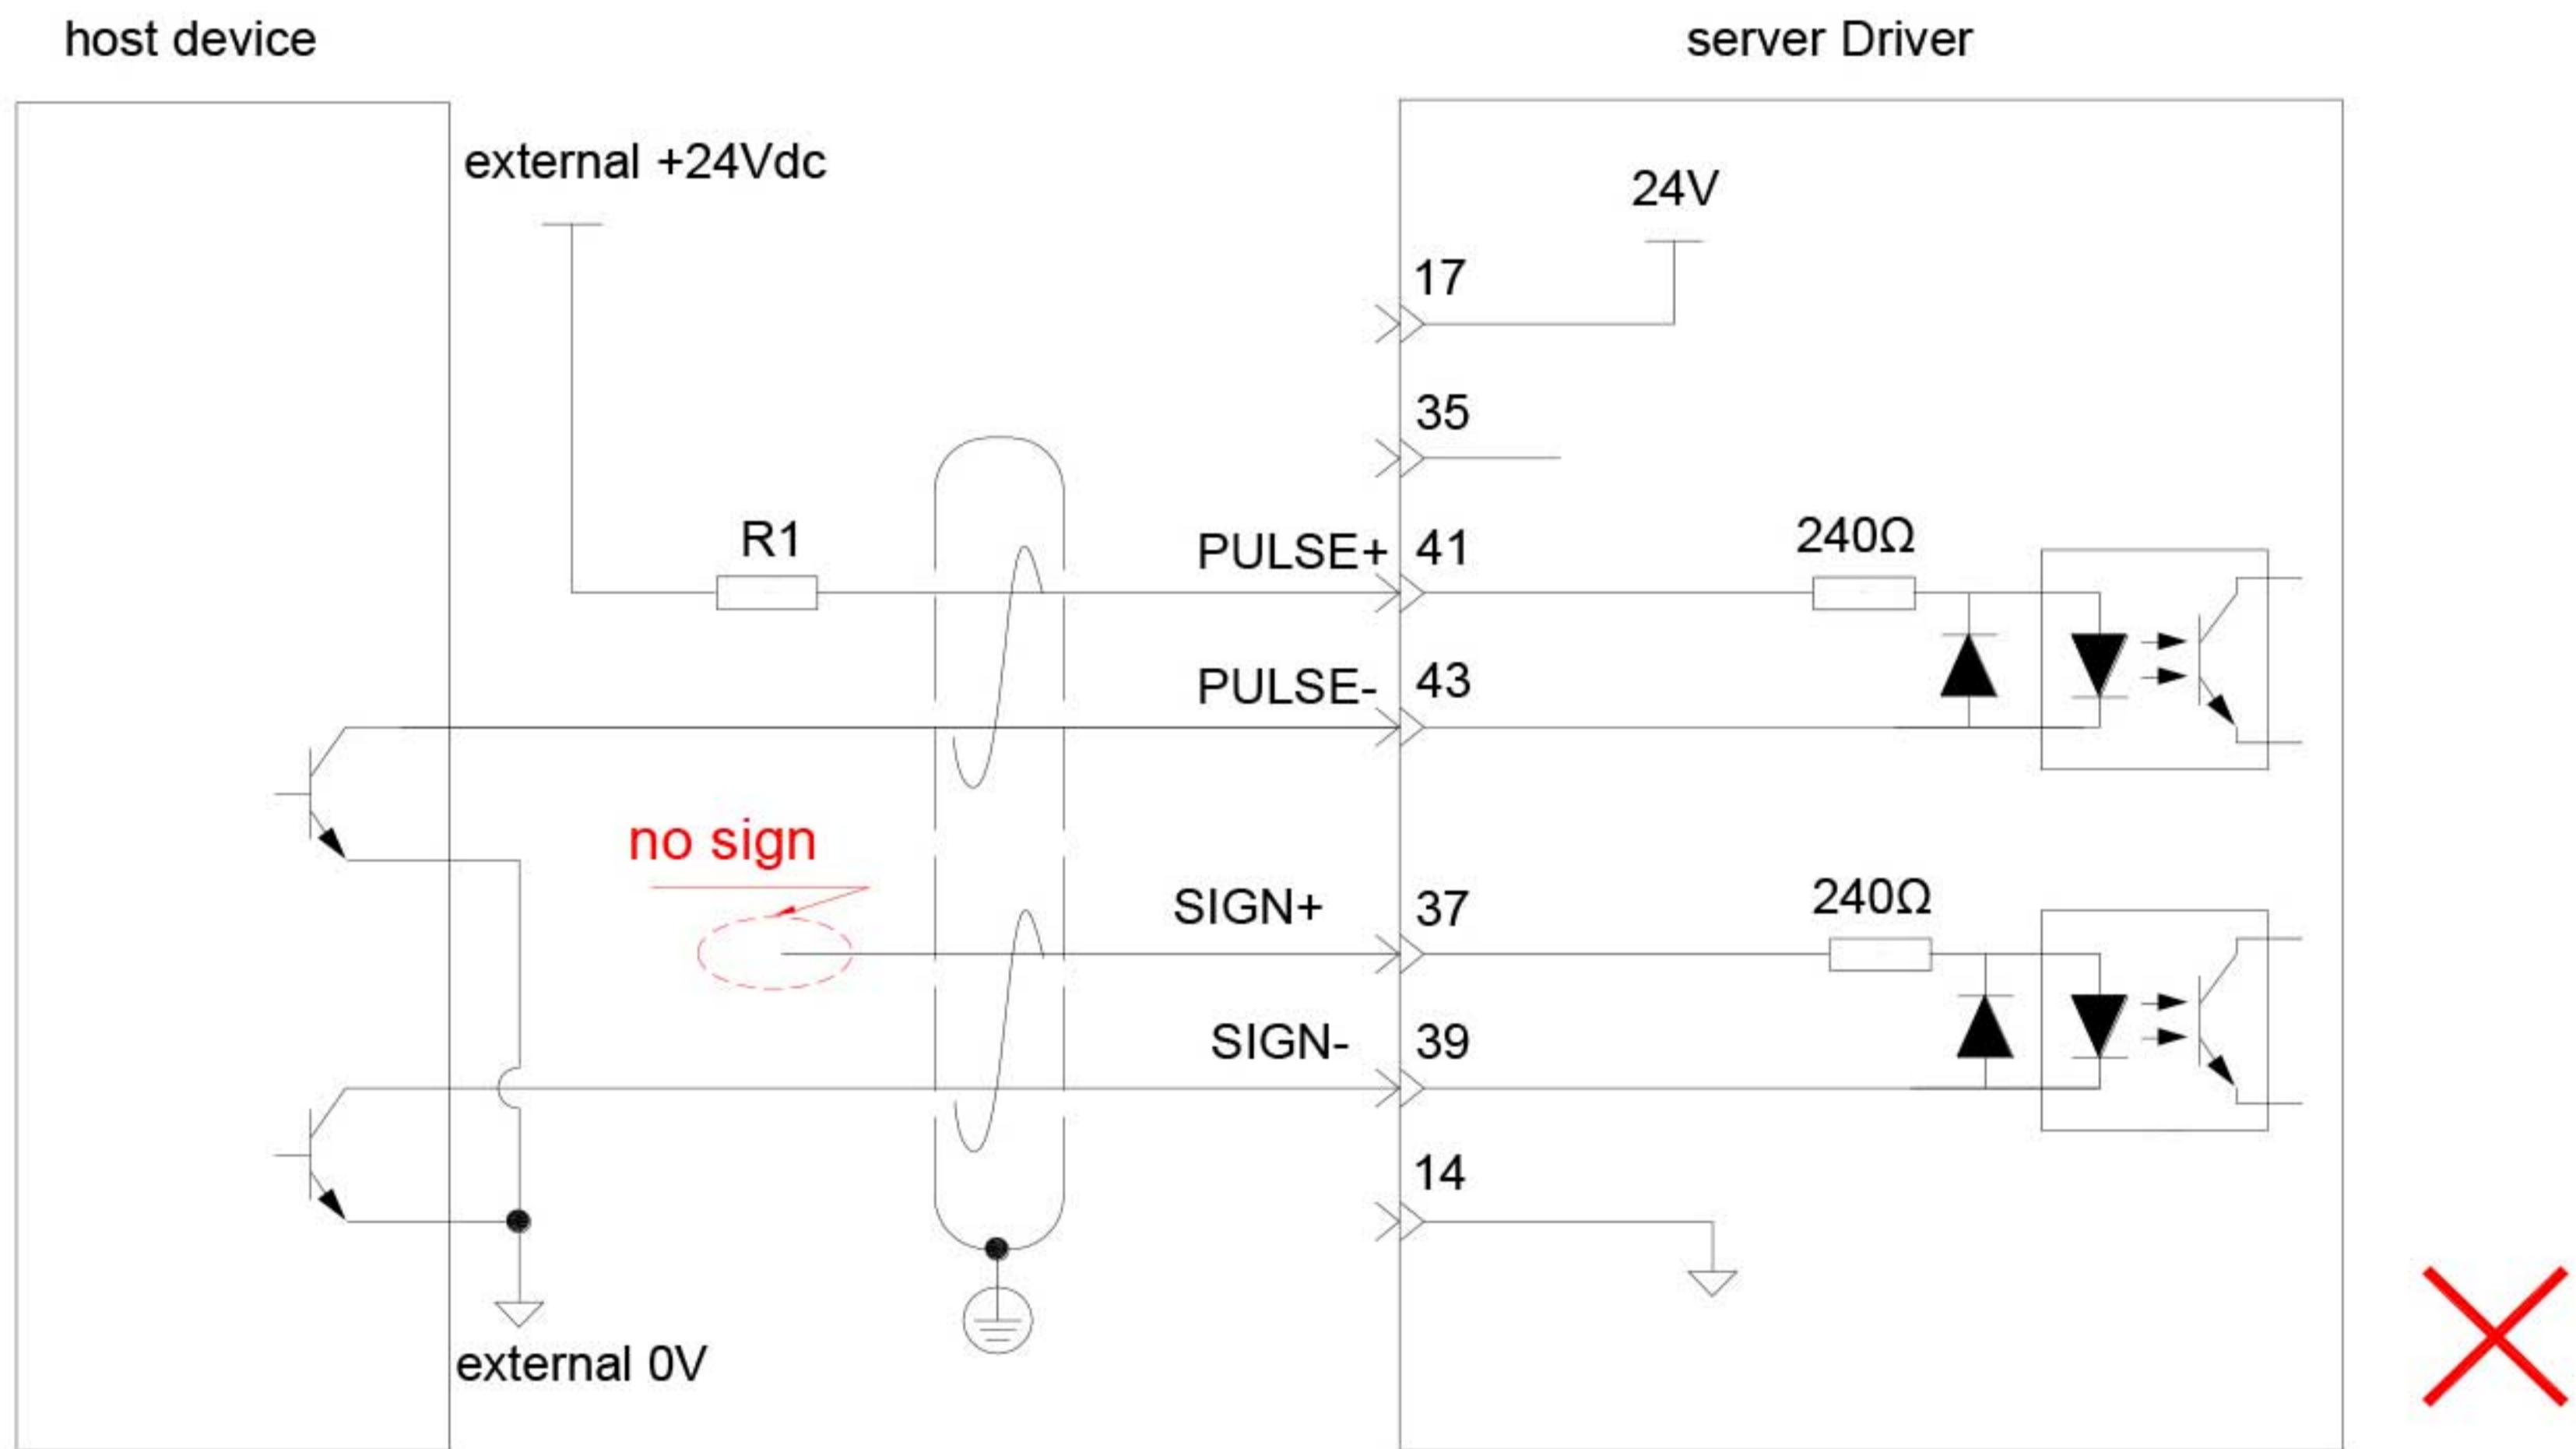 host device
server Driver
external +24Vdc
24V
17
35
R1
PULSE+
41
240Ω
PULSE-
43
no sign
SIGN+
37
240Ω
SIGN-
39
14
external 0V